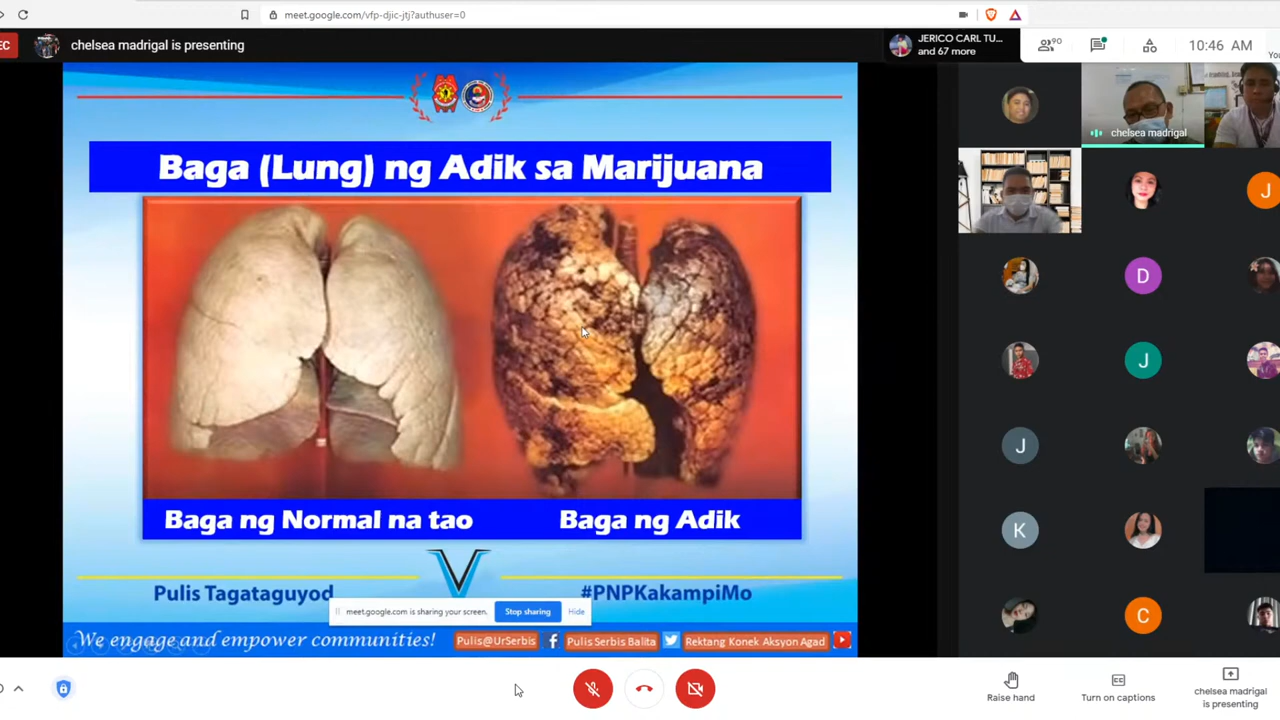 meet.google.com/vfp-djic-jtj?authuser=0
EC
chelsea madrigal is presenting
JERICO CARL TU...
and 67 more
90
10:46 AM
You
Baga (Lung) ng Adik sa Marijuana
chelsea madrigal
J
D
J
J
K
C
Baga ng Normal na tao
Baga ng Adik
V
Pulis Tagataguyod
#PNPKakampiMo
meet.google.com is sharing your screen.
Stop sharing
Hide
We engage and empower communities!
Pulis@UrSerbis
Pulis Serbis Balita
Rektang Konek Aksyon Agad
Raise hand
Turn on captions
chelsea madrigal
is presenting